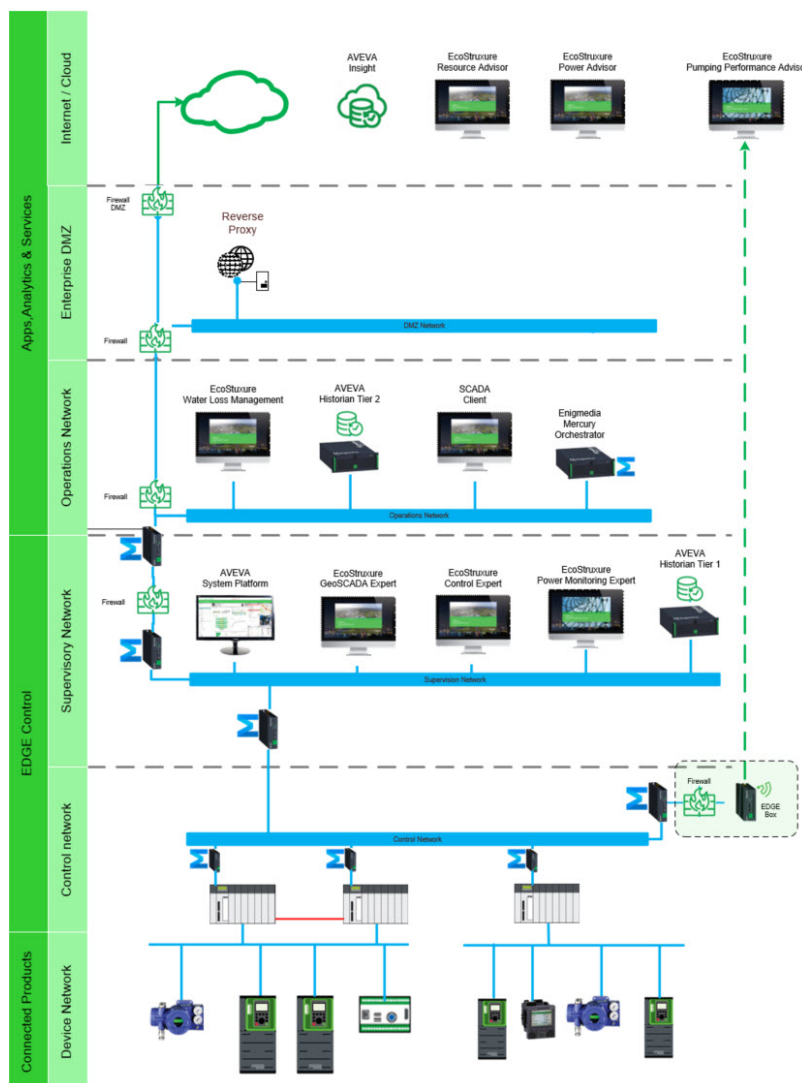 Apps,Analytics & Services
EDGE Control
Connected Products
Internet / Cloud
Enterprise DMZ
Operations Network
Supervisory Network
Control network
Device Network
AVEVA
Insight
EcoStruxure
Resource Advisor
EcoStruxure
Power Advisor
EcoStruxure
Pumping Performance Adviso
Firewall
DMZ
Reverse
Proxy
DMZ Network
Firewall
EcoStuxure
Water Loss Management
AVEVA
Historian Tier 2
SCADA
Client
Enigmedia
Mercury
Orchestrator
M
Firewall
Operations Network
M
Firewall
M
AVEVA
System Platform
EcoStruxure
GeoSCADA Expert
EcoStruxure
Control Expert
EcoStruxure
Power Monitoring Expert
AVEVA
Historian Tier 1
Supervision Network
M
M
Firewall
EDGE
Box
Control Network
M
M
M